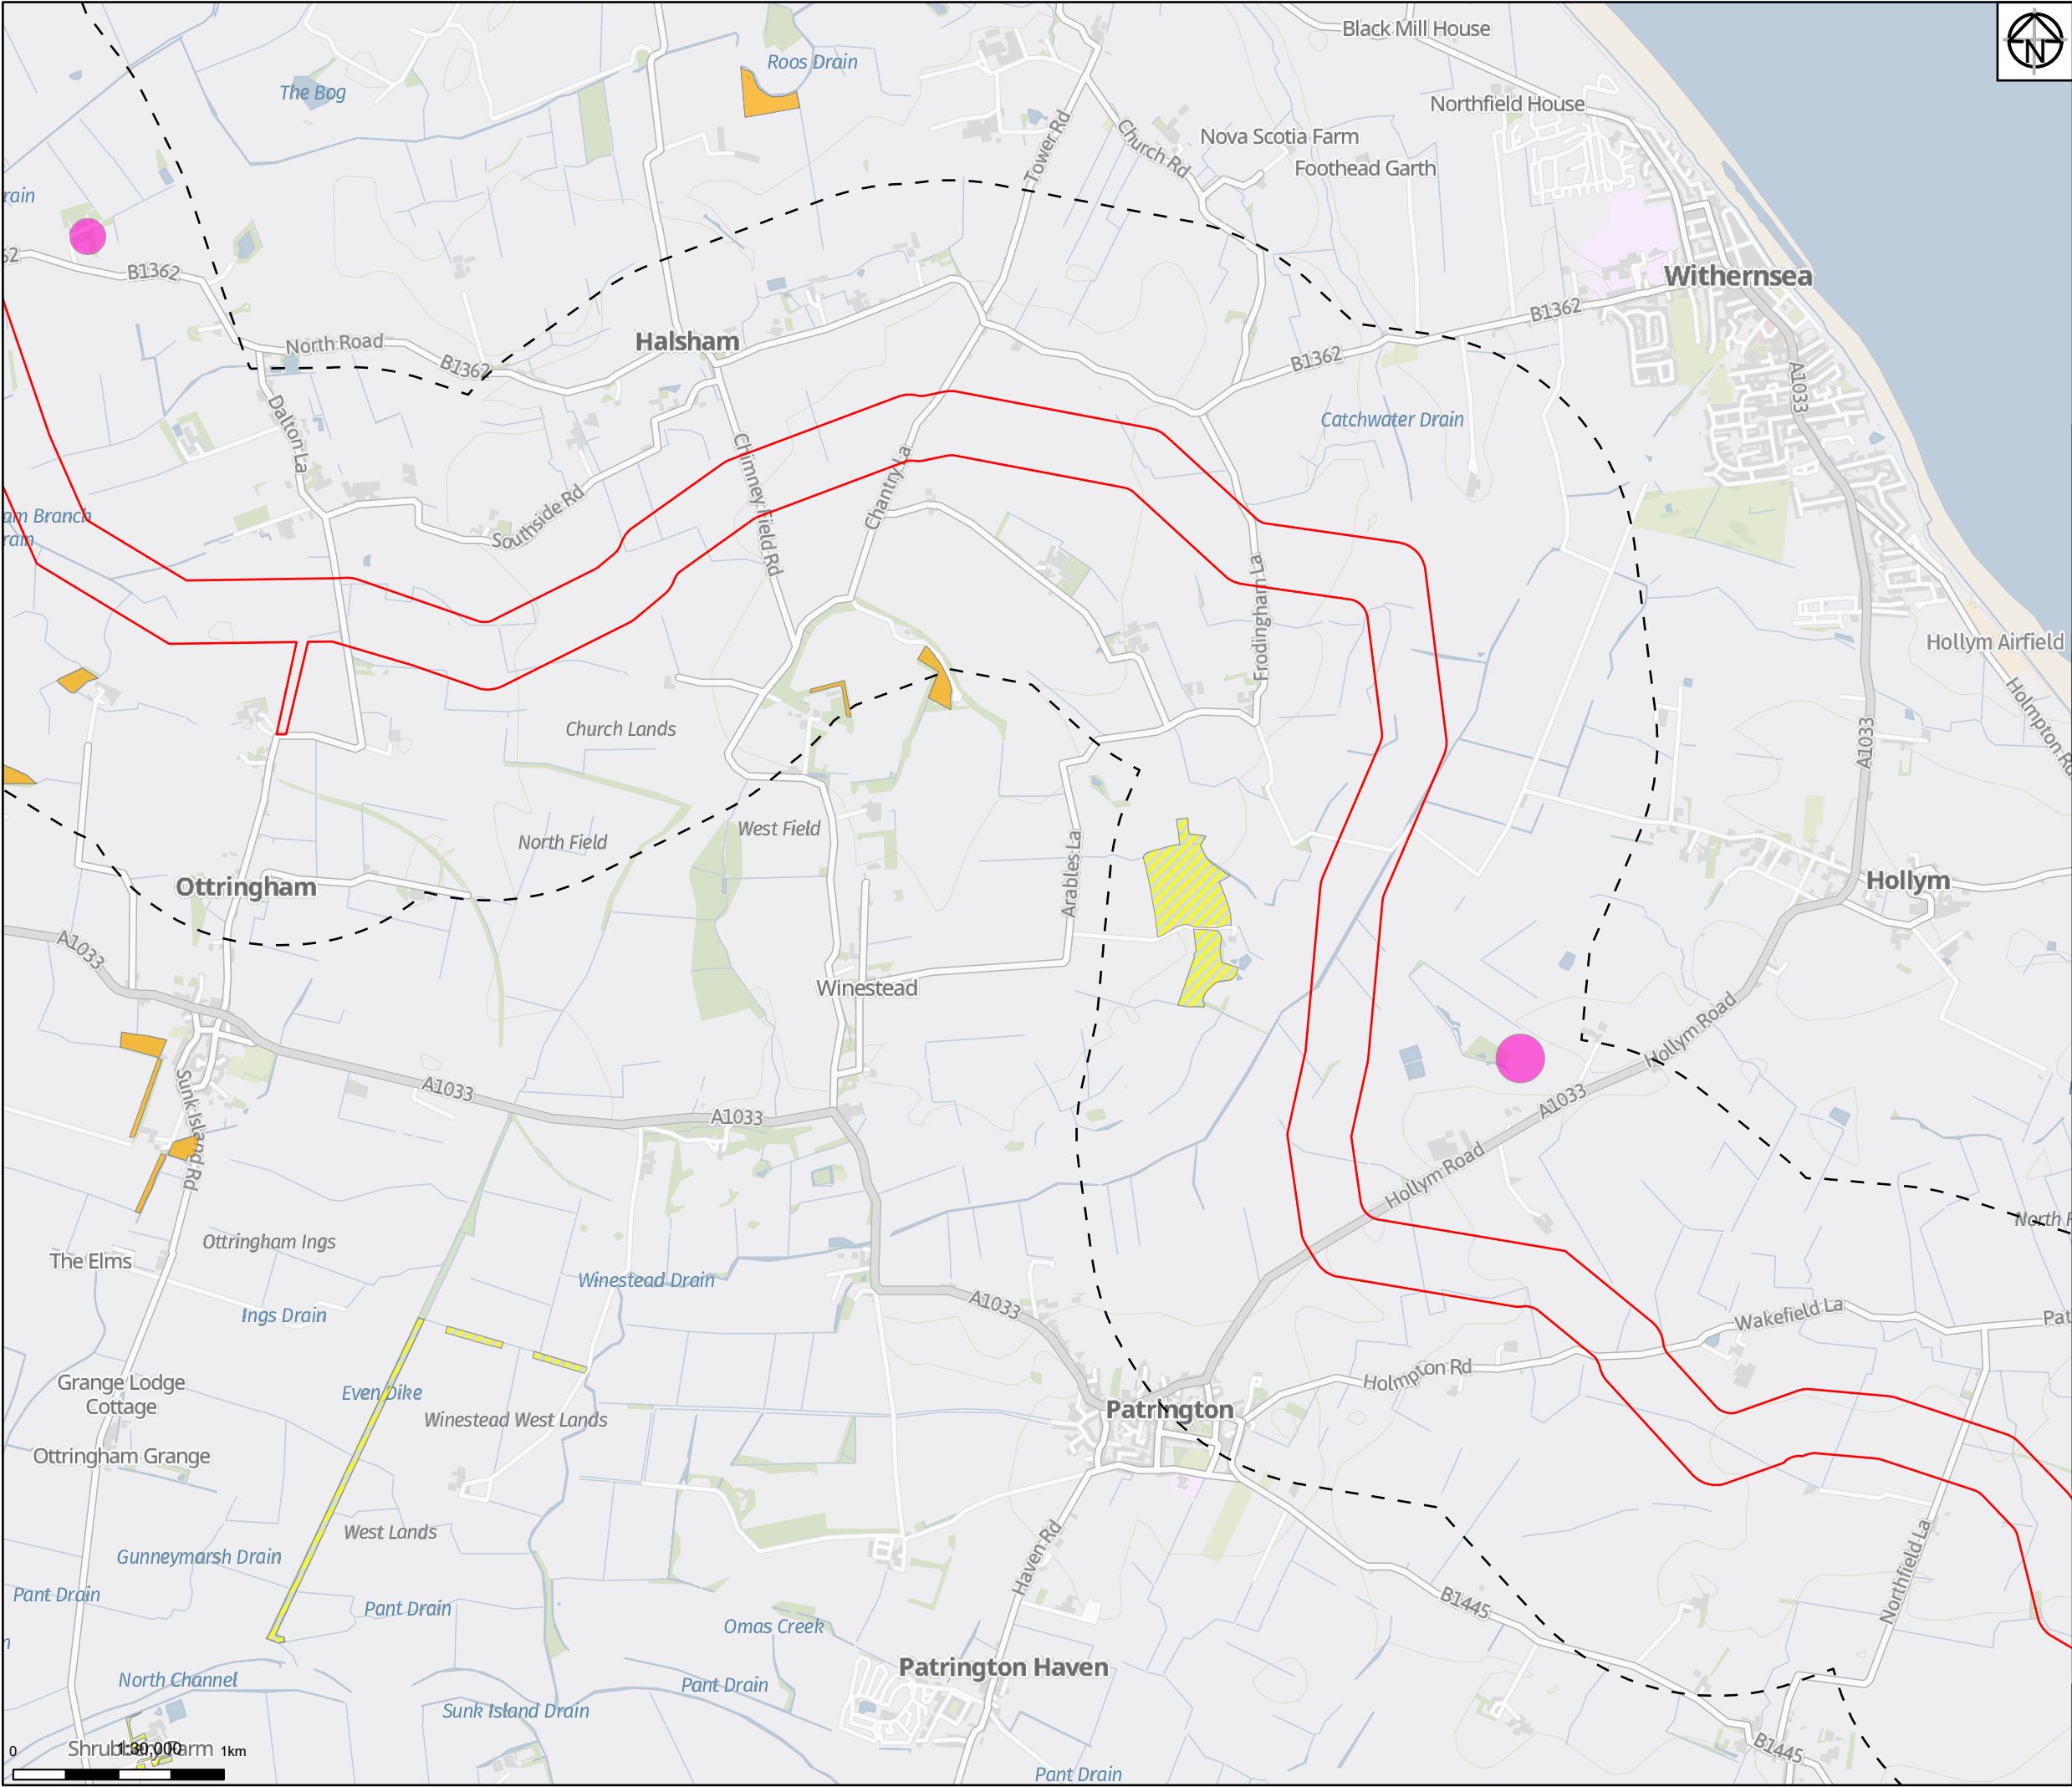 Black Mill House
N
Roos Drain
The Bog
Northfield House
Tower Rd
Church Rd
Nova Scotia Farm
Foothead Garth
rain
62
B1362
Withernsea
B1362
North Road
Halsham
B1362
B1362
A1033
Dalton La
Catchwater Drain
Chimney Field Rd
Chantry La
am Branch
rain
Southside Rd
Frodingham La
Hollym Airfield
Holmpton Rd
Church Lands
A1033
West Field
North Field
Arables La
Ottringham
Hollym
A1033
Winestead
Hollym Road
A1033
A1033
A1033
Sunk Island Rd
Hollym Road
North F
Ottringham Ings
The Elms
Winestead Drain
Ings Drain
A1033
Wakefield La
Pat
Grange Lodge
Cottage
Even Dike
Holmpton Rd
Winestead West Lands
Patrington
Ottringham Grange
West Lands
Gunneymarsh Drain
Haven Rd
Northfield La
Pant Drain
Pant Drain
B1445
Omas Creek
n
Patrington Haven
North Channel
Pant Drain
Sunk Island Drain
Shrubbery Farm
0
1:30,000
1km
B1445
Pant Drain